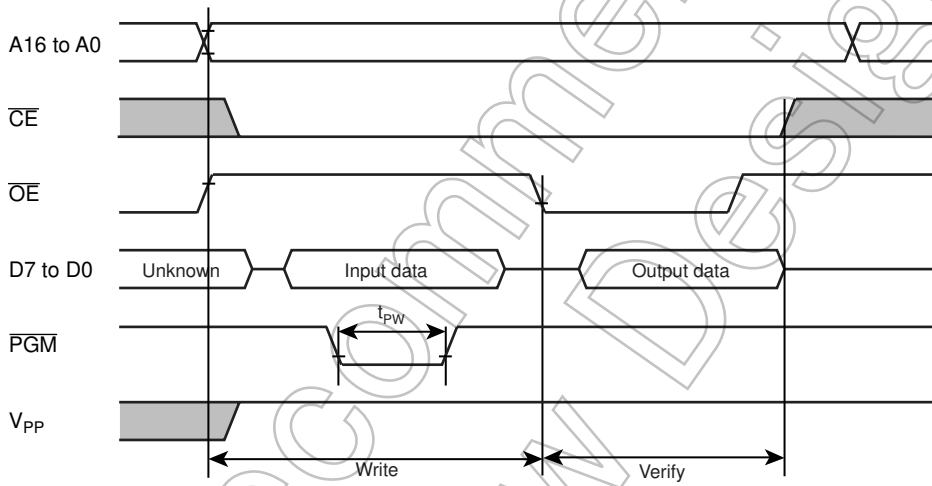 A16 to A0
CE
OE
D7 to D0 Unknown Input data Output data
tPW
PGM
VPP
Write Verify